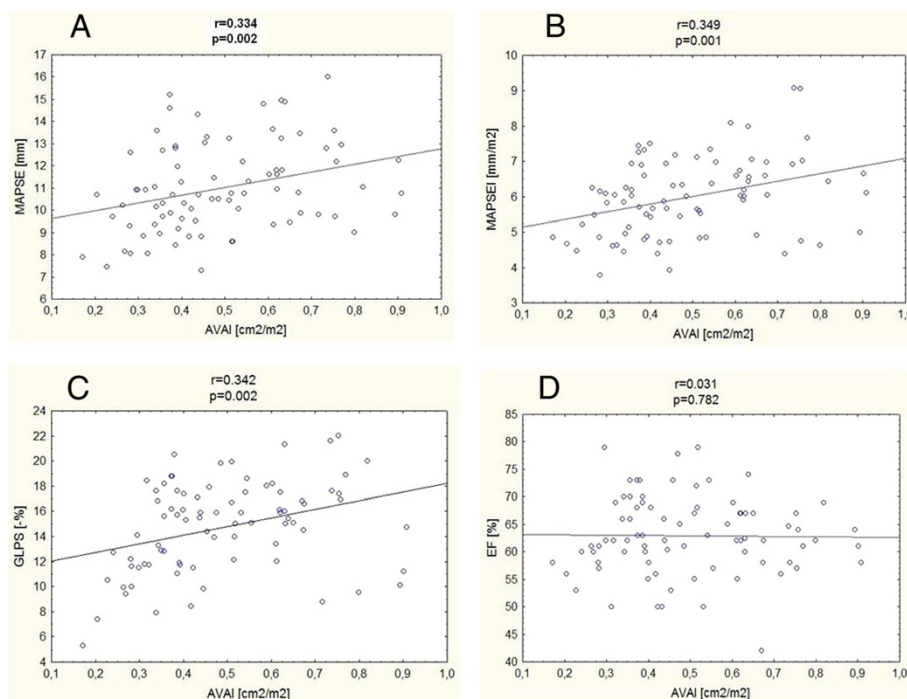 A
r=0.334
p=0.002
MAPSE [mm]
17
16
15
14
13
12
11
10
9
8
7
6
0,1 0,2 0,3 0,4 0,5 0,6 0,7 0,8 0,9 1,0
AVAI [cm2/m2]
B
r=0.349
p=0.001
MAPSEI [mm/m2]
10
9
8
7
6
5
4
3
0,1 0,2 0,3 0,4 0,5 0,6 0,7 0,8 0,9 1,0
AVAI [cm2/m2]
C
r=0.342
p=0.002
GLPS [-%]
24
22
20
18
16
14
12
10
8
6
4
0,1 0,2 0,3 0,4 0,5 0,6 0,7 0,8 0,9 1,0
AVAI [cm2/m2]
D
r=0.031
p=0.782
EF [%]
85
80
75
70
65
60
55
50
45
40
0,1 0,2 0,3 0,4 0,5 0,6 0,7 0,8 0,9 1,0
AVAI [cm2/m2]